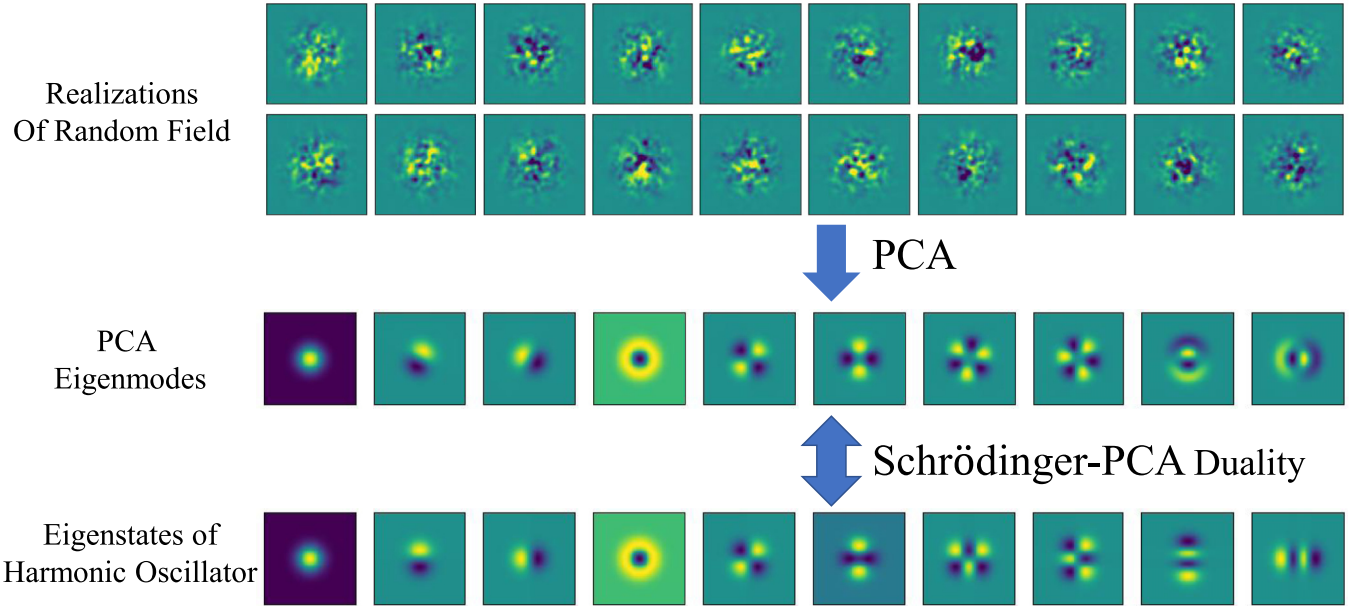 Realizations
Of Random Field
PCA
PCA
Eigenmodes
Schrödinger-PCA Duality
Eigenstates of
Harmonic Oscillator